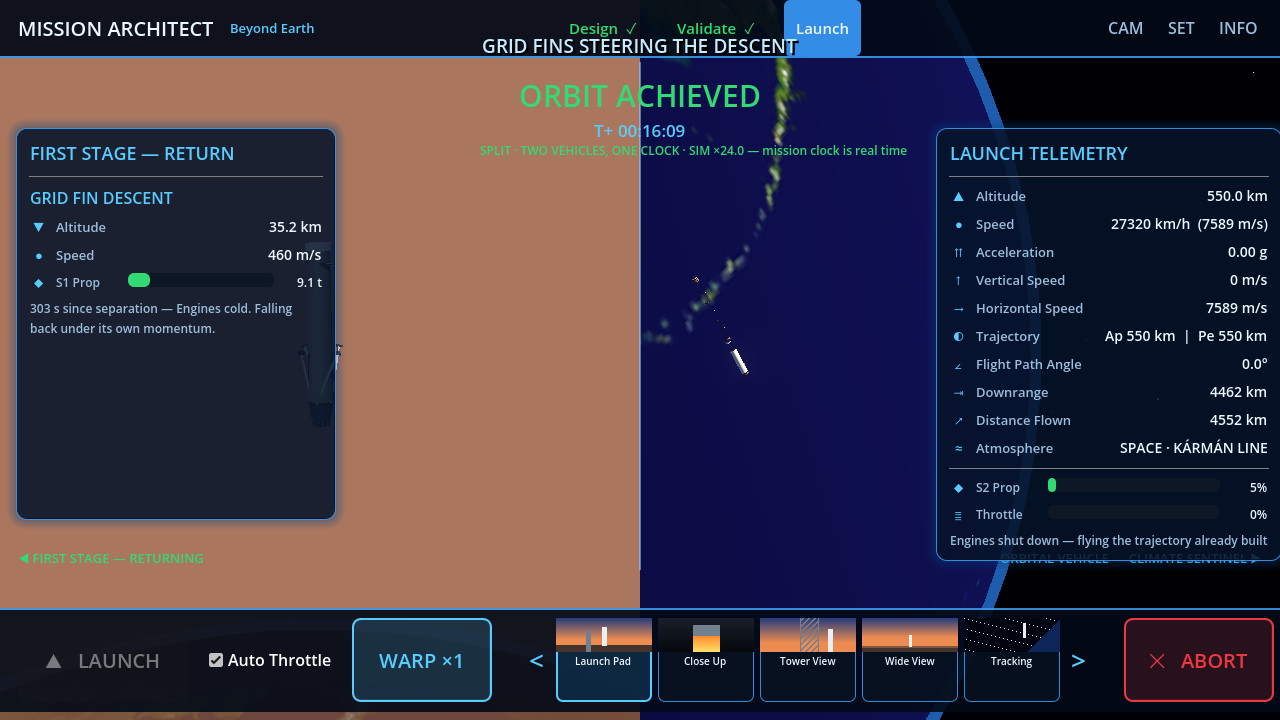 MISSION ARCHITECT Beyond Earth
Design ✓ Validate ✓ Launch
CAM SET INFO
GRID FINS STEERING THE DESCENT
ORBIT ACHIEVED
T+ 00:16:09
SPLIT · TWO VEHICLES, ONE CLOCK · SIM ×24.0 — mission clock is real time
FIRST STAGE — RETURN
GRID FIN DESCENT
▼ Altitude 35.2 km
● Speed 460 m/s
◆ S1 Prop 9.1 t
303 s since separation — Engines cold. Falling
back under its own momentum.
◀ FIRST STAGE — RETURNING
LAUNCH TELEMETRY
▲ Altitude 550.0 km
● Speed 27320 km/h (7589 m/s)
⇈ Acceleration 0.00 g
↑ Vertical Speed 0 m/s
→ Horizontal Speed 7589 m/s
◐ Trajectory Ap 550 km | Pe 550 km
∠ Flight Path Angle 0.0°
⇥ Downrange 4462 km
↗ Distance Flown 4552 km
≈ Atmosphere SPACE · KÁRMÁN LINE
◆ S2 Prop 5%
≣ Throttle 0%
Engines shut down — flying the trajectory already built
ORBITAL VEHICLE — CLIMATE SENTINEL ▶
▲ LAUNCH
Auto Throttle
WARP ×1
<
Launch Pad
Close Up
Tower View
Wide View
Tracking
>
✕ ABORT